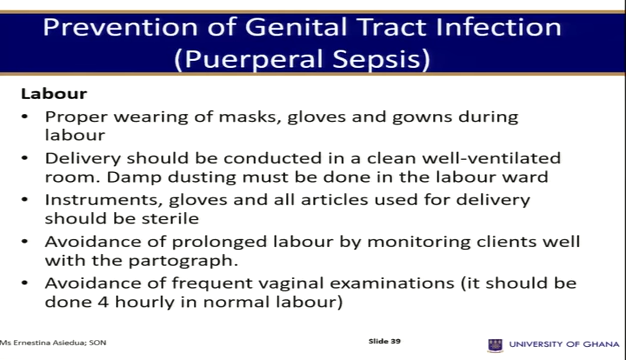 Prevention of Genital Tract Infection
(Puerperal Sepsis)
Labour
• Proper wearing of masks, gloves and gowns during
labour
• Delivery should be conducted in a clean well-ventilated
room. Damp dusting must be done in the labour ward
• Instruments, gloves and all articles used for delivery
should be sterile
• Avoidance of prolonged labour by monitoring clients well
with the partograph.
• Avoidance of frequent vaginal examinations (it should be
done 4 hourly in normal labour)
Ms Ernestina Asiedua; SON
Slide 39
UNIVERSITY OF GHANA